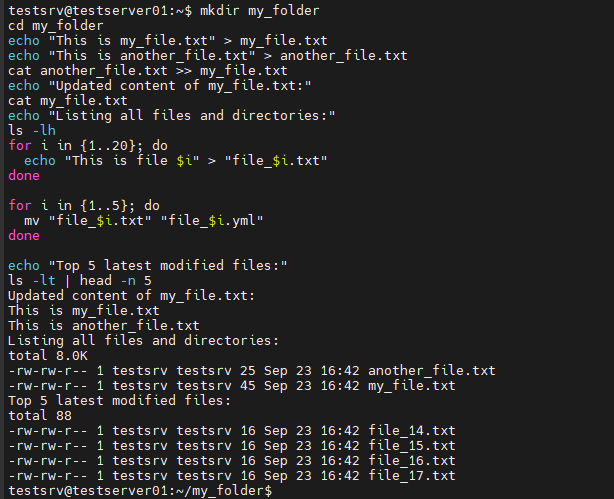 testsrv@testserver01:~$ mkdir my_folder
cd my_folder
echo "This is my_file.txt" > my_file.txt
echo "This is another_file.txt" > another_file.txt
cat another_file.txt >> my_file.txt
echo "Updated content of my_file.txt:"
cat my_file.txt
echo "Listing all files and directories:"
ls -lh
for i in {1..20}; do
  echo "This is file $i" > "file_$i.txt"
done

for i in {1..5}; do
  mv "file_$i.txt" "file_$i.yml"
done

echo "Top 5 latest modified files:"
ls -lt | head -n 5
Updated content of my_file.txt:
This is my_file.txt
This is another_file.txt
Listing all files and directories:
total 8.0K
-rw-rw-r-- 1 testsrv testsrv 25 Sep 23 16:42 another_file.txt
-rw-rw-r-- 1 testsrv testsrv 45 Sep 23 16:42 my_file.txt
Top 5 latest modified files:
total 88
-rw-rw-r-- 1 testsrv testsrv 16 Sep 23 16:42 file_14.txt
-rw-rw-r-- 1 testsrv testsrv 16 Sep 23 16:42 file_15.txt
-rw-rw-r-- 1 testsrv testsrv 16 Sep 23 16:42 file_16.txt
-rw-rw-r-- 1 testsrv testsrv 16 Sep 23 16:42 file_17.txt
testsrv@testserver01:~/my_folder$